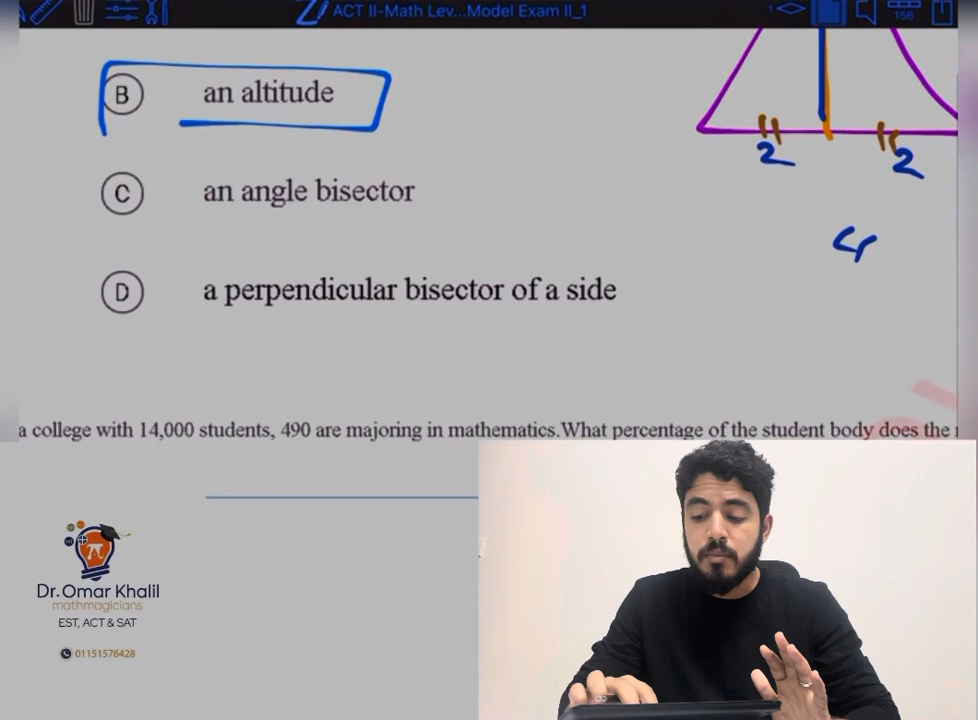 ACT II-Math Lev...Model Exam II_1
1
156
B an altitude
2
2
4
C an angle bisector
D a perpendicular bisector of a side
a college with 14,000 students, 490 are majoring in mathematics.What percentage of the student body does the
π
Dr.Omar Khalil
mathmagicians
EST, ACT & SAT
01151576428